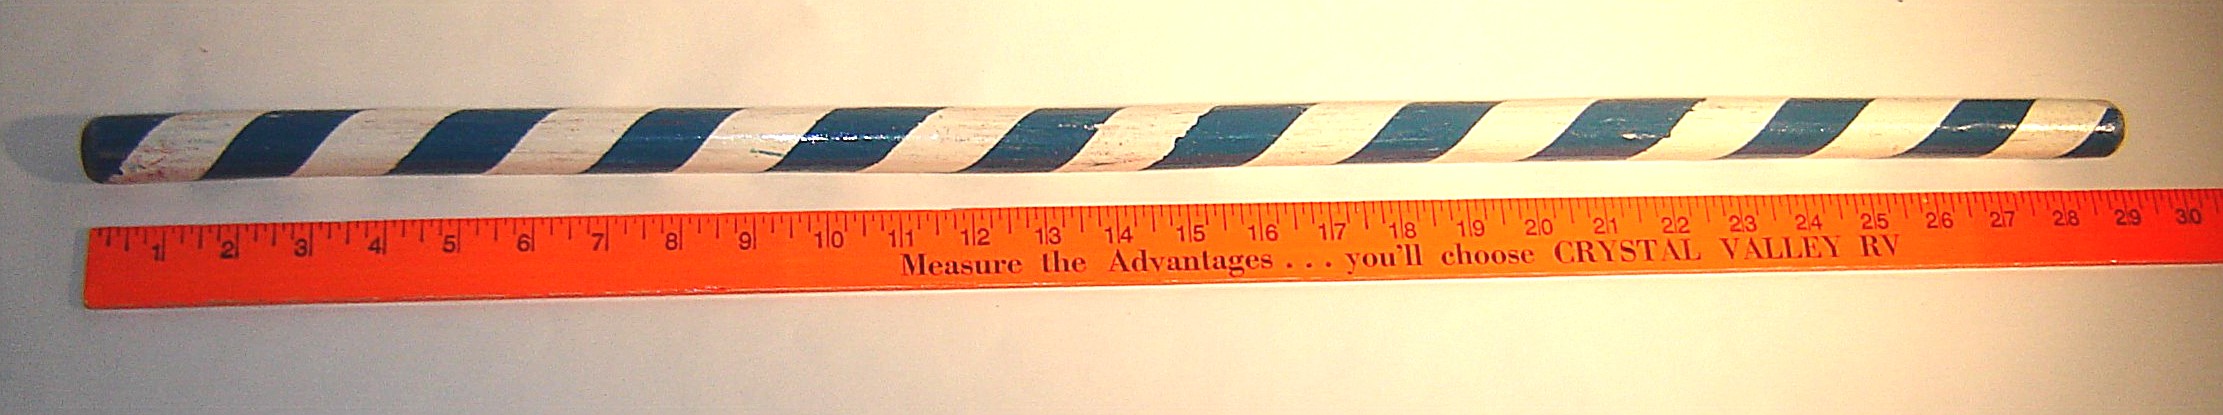 1 2 3 4 5 6 7 8 9 10 11 12 13 14 15 16 17 18 19 20 21 22 23 24 25 26 27 28 29 30
Measure the Advantages . . . you'll choose CRYSTAL VALLEY RV